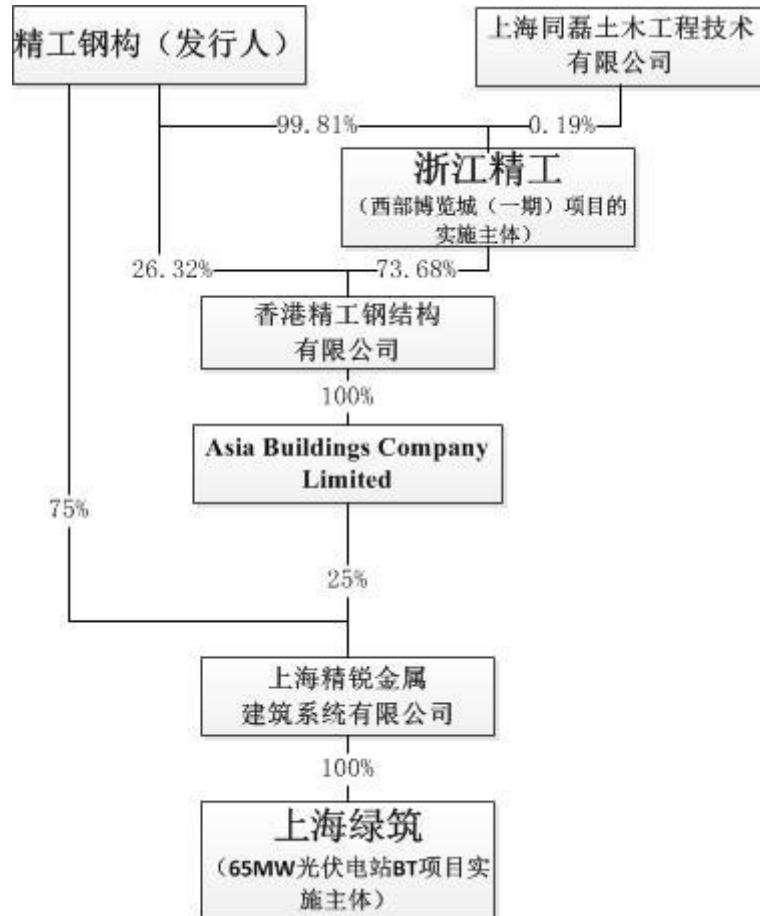 精工钢构（发行人）
上海同磊土木工程技术
有限公司
99.81%
0.19%
浙江精工
（西部博览城（一期）项目的
实施主体）
26.32%
73.68%
香港精工钢结构
有限公司
100%
Asia Buildings Company
Limited
75%
25%
上海精锐金属
建筑系统有限公司
100%
上海绿筑
（65MW光伏电站BT项目实
施主体）